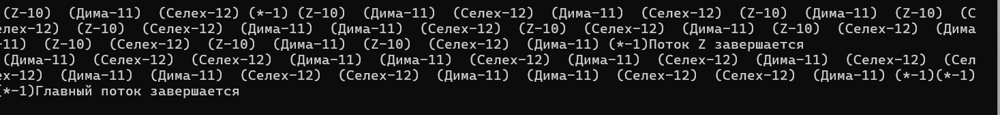 (Z-10) (Дима-11) (Селех-12) (*-1) (Z-10) (Дима-11) (Селех-12) (Дима-11) (Селех-12) (Z-10) (Дима-11) (Z-10) (С
елех-12) (Z-10) (Селех-12) (Дима-11) (Дима-11) (Селех-12) (Z-10) (Селех-12) (Дима-11) (Z-10) (Селех-12) (Дима
-11) (Z-10) (Селех-12) (Z-10) (Дима-11) (Z-10) (Селех-12) (Дима-11) (*-1)Поток Z завершается
(Дима-11) (Селех-12) (Селех-12) (Дима-11) (Дима-11) (Селех-12) (Дима-11) (Селех-12) (Дима-11) (Селех-12) (Сел
ех-12) (Дима-11) (Дима-11) (Селех-12) (Селех-12) (Дима-11) (Дима-11) (Селех-12) (Селех-12) (Дима-11) (*-1)(*-1)
(*-1)Главный поток завершается